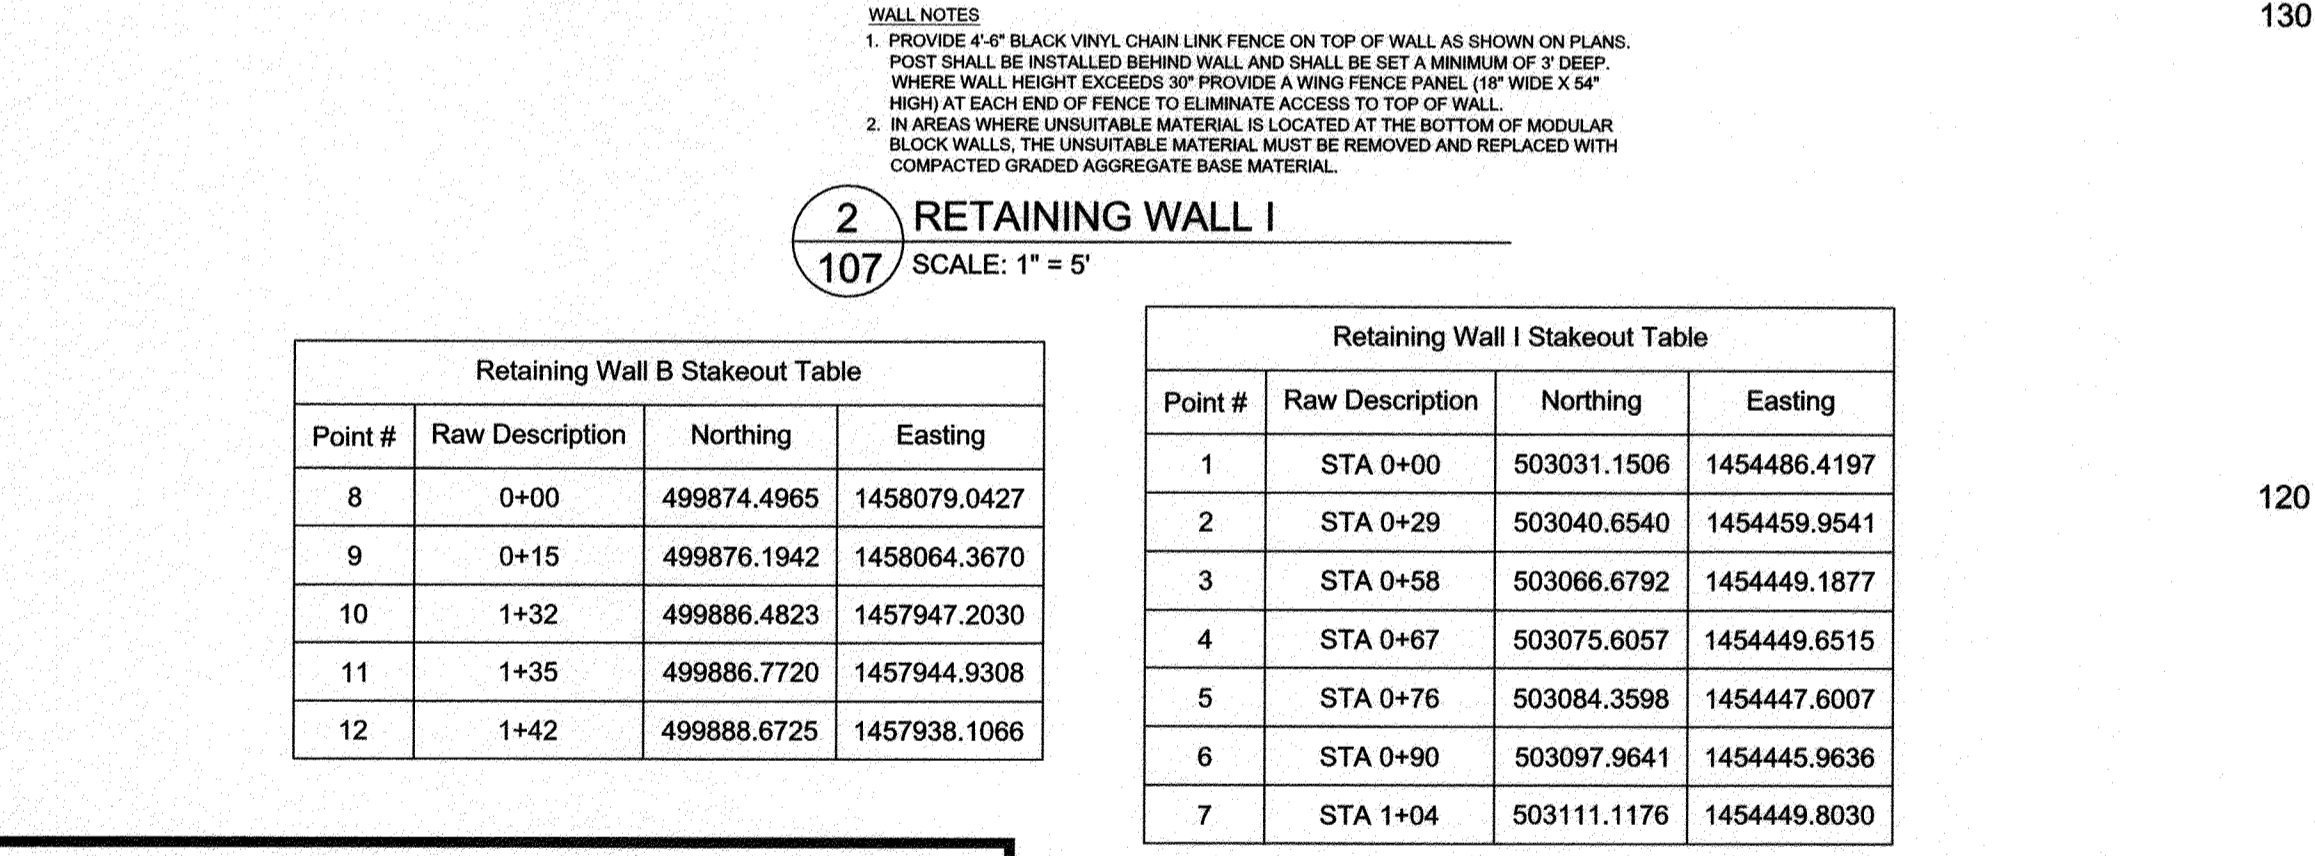 WALL NOTES
1. PROVIDE 4'-6" BLACK VINYL CHAIN LINK FENCE ON TOP OF WALL AS SHOWN ON PLANS.
POST SHALL BE INSTALLED BEHIND WALL AND SHALL BE SET A MINIMUM OF 3' DEEP.
WHERE WALL HEIGHT EXCEEDS 30" PROVIDE A WING FENCE PANEL (18" WIDE X 54"
HIGH) AT EACH END OF FENCE TO ELIMINATE ACCESS TO TOP OF WALL.
2. IN AREAS WHERE UNSUITABLE MATERIAL IS LOCATED AT THE BOTTOM OF MODULAR
BLOCK WALLS, THE UNSUITABLE MATERIAL MUST BE REMOVED AND REPLACED WITH
COMPACTED GRADED AGGREGATE BASE MATERIAL.
130
2
107
RETAINING WALL I
SCALE: 1" = 5'
Retaining Wall B Stakeout Table
Point # Raw Description Northing Easting
8 0+00 499874.4965 1458079.0427
9 0+15 499876.1942 1458064.3670
10 1+32 499886.4823 1457947.2030
11 1+35 499886.7720 1457944.9308
12 1+42 499888.6725 1457938.1066
Retaining Wall I Stakeout Table
Point # Raw Description Northing Easting
1 STA 0+00 503031.1506 1454486.4197
2 STA 0+29 503040.6540 1454459.9541
3 STA 0+58 503066.6792 1454449.1877
4 STA 0+67 503075.6057 1454449.6515
5 STA 0+76 503084.3598 1454447.6007
6 STA 0+90 503097.9641 1454445.9636
7 STA 1+04 503111.1176 1454449.8030
120